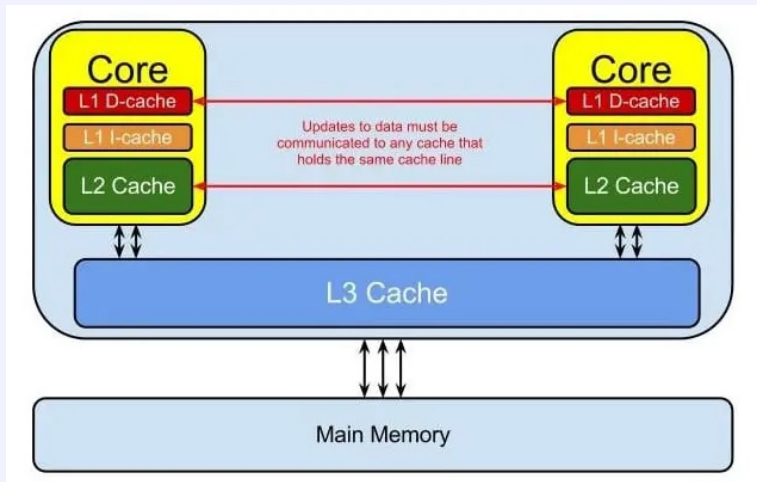 Core
L1 D-cache
L1 I-cache
L2 Cache
Updates to data must be
communicated to any cache that
holds the same cache line
Core
L1 D-cache
L1 I-cache
L2 Cache
L3 Cache
Main Memory